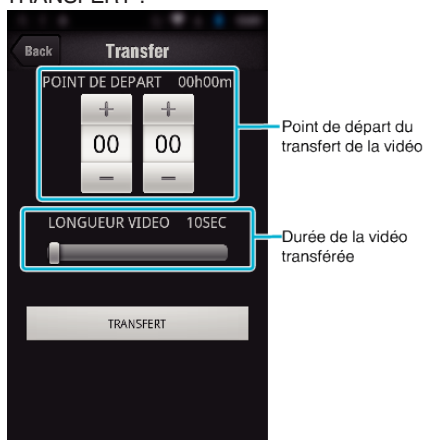 TRANSFERT".
Back
Transfer
POINT DE DEPART 00h00m
+ +
00 00
− −
Point de départ du
transfert de la vidéo
LONGUEUR VIDEO 10SEC
Durée de la vidéo
transférée
TRANSFERT